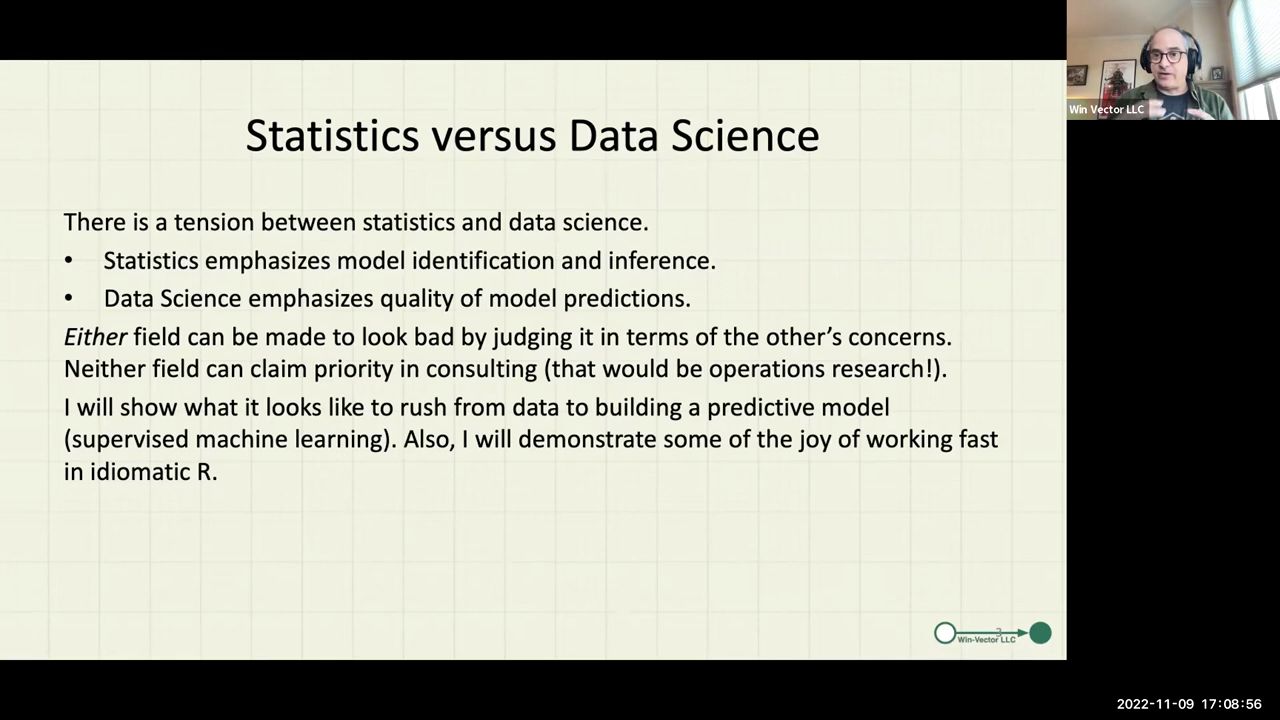 Statistics versus Data Science
There is a tension between statistics and data science.
• Statistics emphasizes model identification and inference.
• Data Science emphasizes quality of model predictions.
Either field can be made to look bad by judging it in terms of the other’s concerns.
Neither field can claim priority in consulting (that would be operations research!).
I will show what it looks like to rush from data to building a predictive model
(supervised machine learning). Also, I will demonstrate some of the joy of working fast
in idiomatic R.
3
Win-Vector LLC
Win Vector LLC
2022-11-09 17:08:56